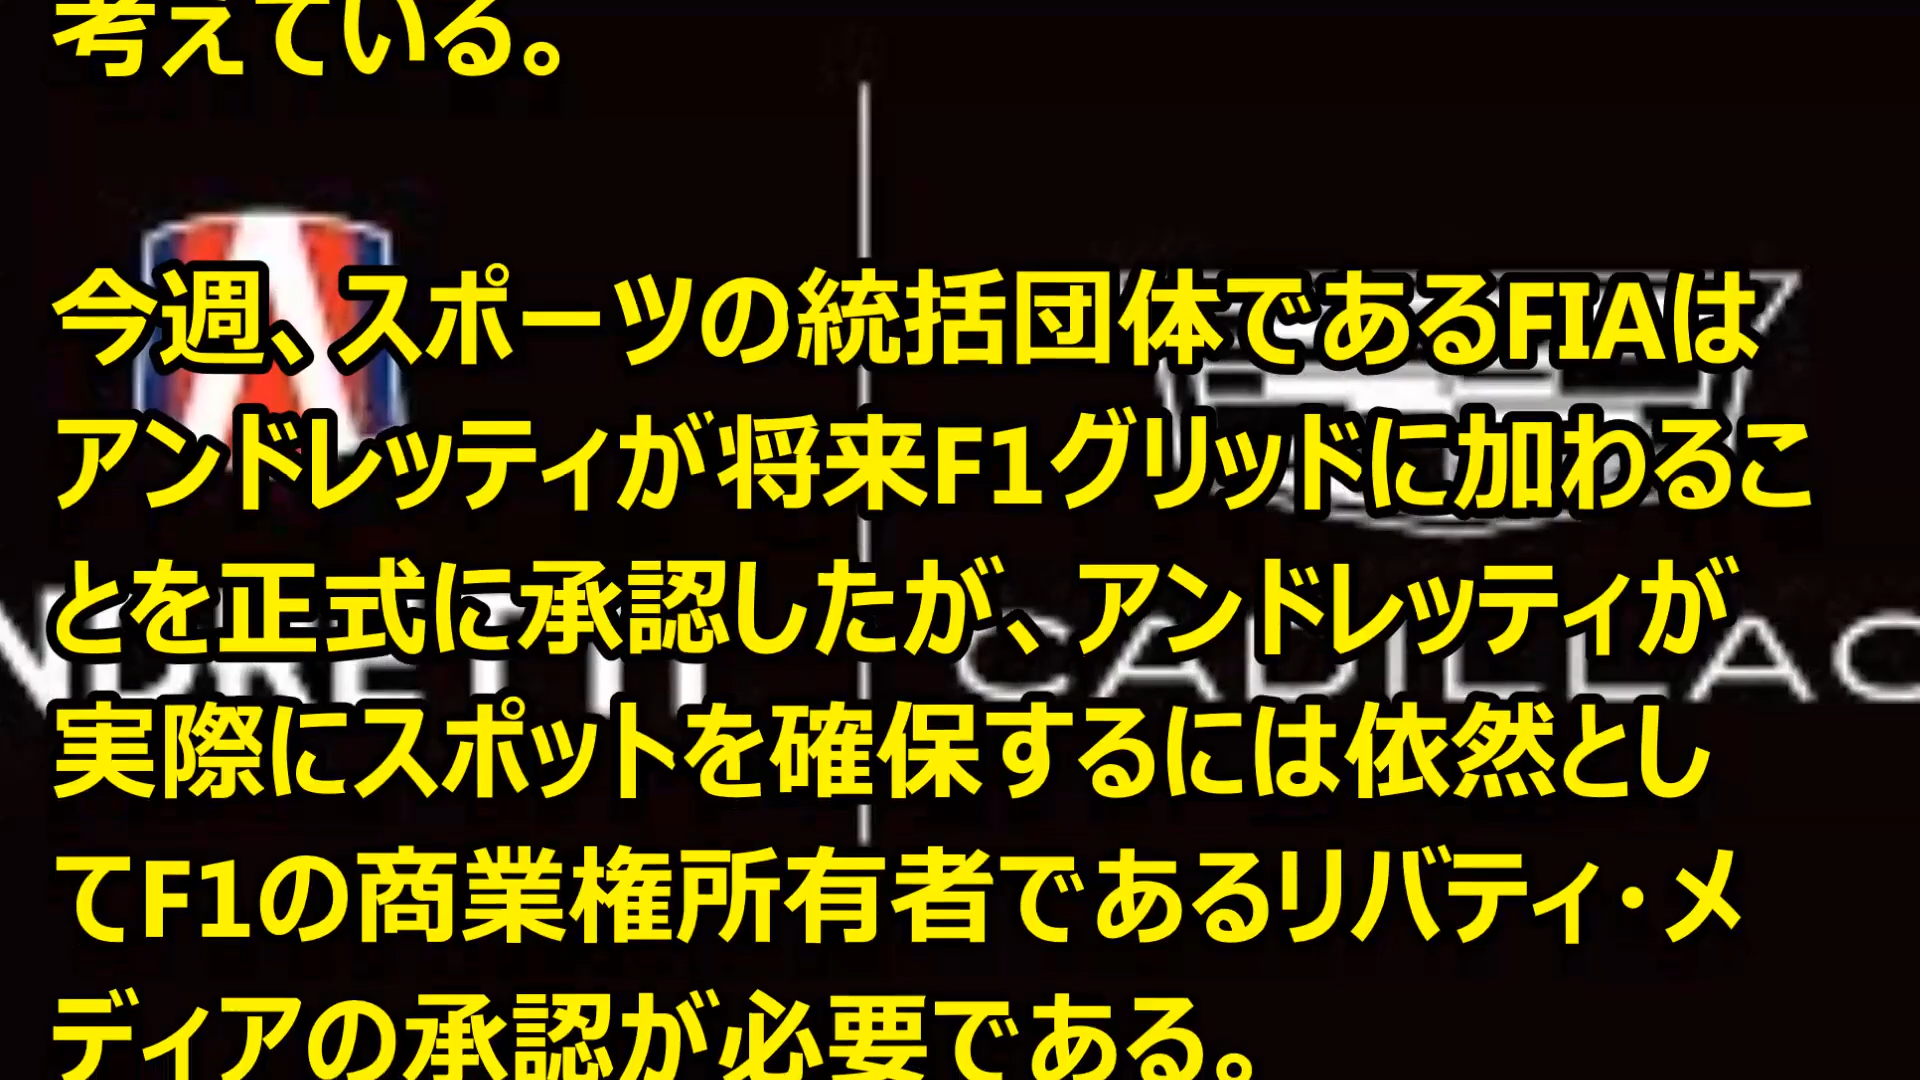 考えている。
今週、スポーツの統括団体であるFIAは
アンドレッティが将来F1グリッドに加わるこ
とを正式に承認したが、アンドレッティが
NDRETTI
CADILLAC
実際にスポットを確保するには依然とし
てF1の商業権所有者であるリバティ・メ
ディアの承認が必要である。